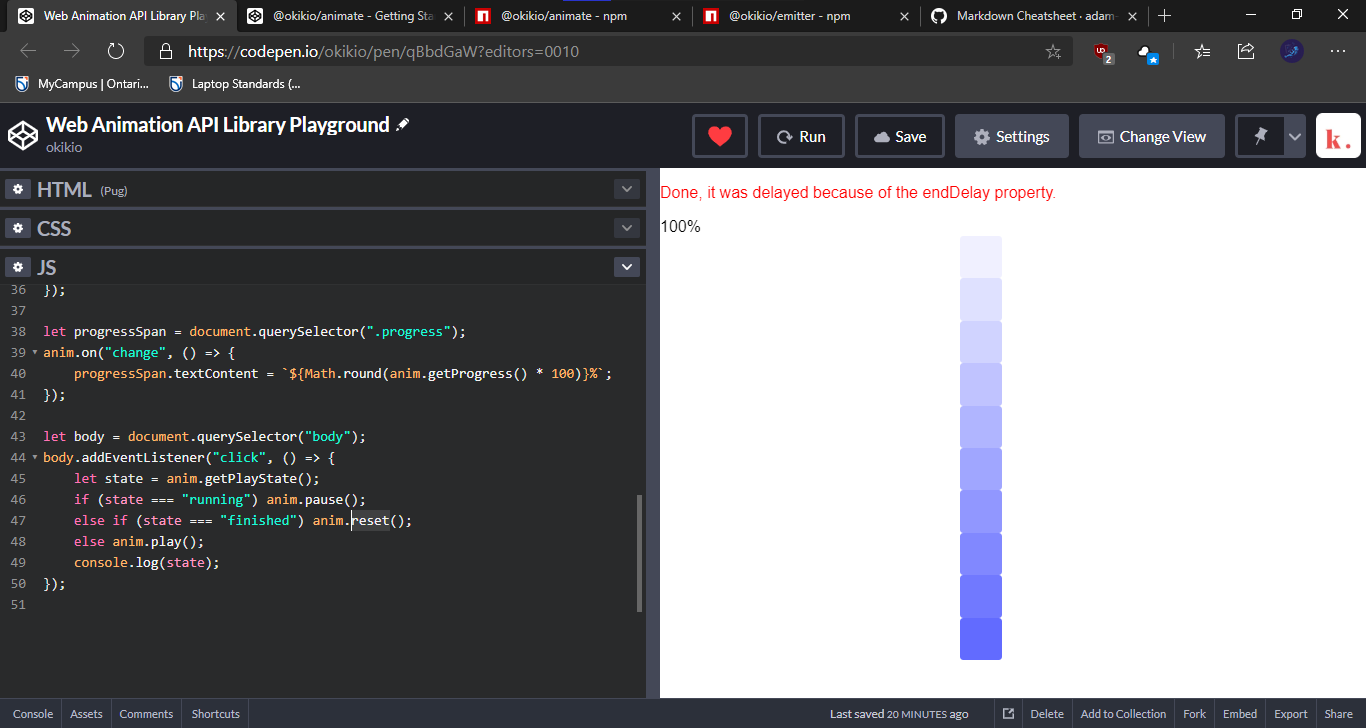 Web Animation API Library Pl
@okikio/animate - Getting Sta
@okikio/animate - npm
@okikio/emitter - npm
Markdown Cheatsheet · adam-
https://codepen.io/okikio/pen/qBbdGaW?editors=0010
2
MyCampus | Ontari...
Laptop Standards (...
Web Animation API Library Playground
okikio
Run
Save
Settings
Change View
k.
HTML (Pug)
CSS
JS
36 });
37
38 let progressSpan = document.querySelector(".progress");
39 anim.on("change", () => {
40 progressSpan.textContent = `${Math.round(anim.getProgress() * 100)}%`;
41 });
42
43 let body = document.querySelector("body");
44 body.addEventListener("click", () => {
45 let state = anim.getPlayState();
46 if (state === "running") anim.pause();
47 else if (state === "finished") anim.reset();
48 else anim.play();
49 console.log(state);
50 });
51
Done, it was delayed because of the endDelay property.
100%
Console
Assets
Comments
Shortcuts
Last saved 20 MINUTES ago
Delete
Add to Collection
Fork
Embed
Export
Share